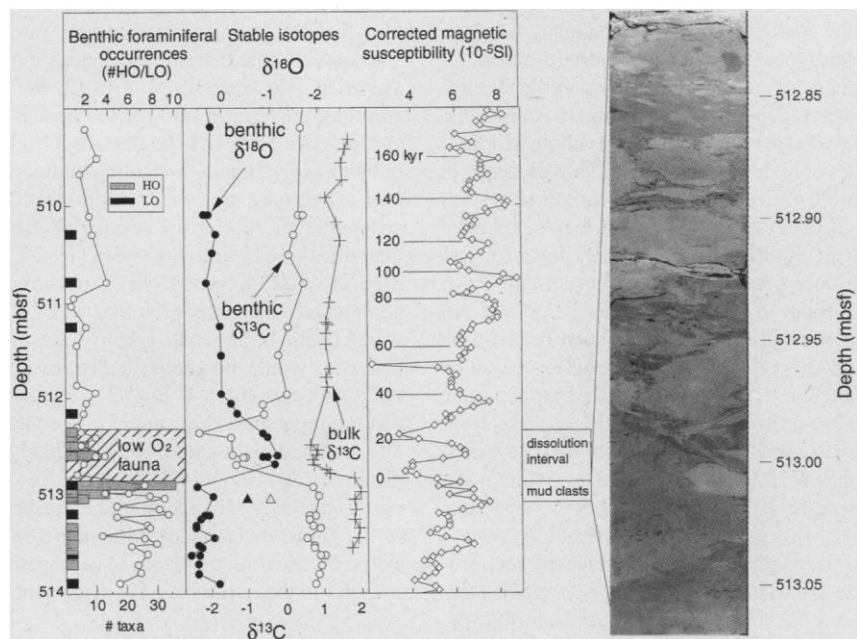 Benthic foraminiferal
occurrences
(#HO/LO)
Stable isotopes
δ18O
Corrected magnetic
susceptibility (10-5SI)
2 4 6 8 10
0 -2
4 6 8
HO
LO
benthic
δ18O
benthic
δ13C
bulk
δ13C
low O2
fauna
160 kyr
140
120
100
80
60
40
20
0
Depth (mbsf)
510
511
512
513
514
10 20 30
# taxa
-2 -1 0 1 2
δ13C
dissolution
interval
mud clasts
512.85
512.90
512.95
513.00
513.05
Depth (mbsf)